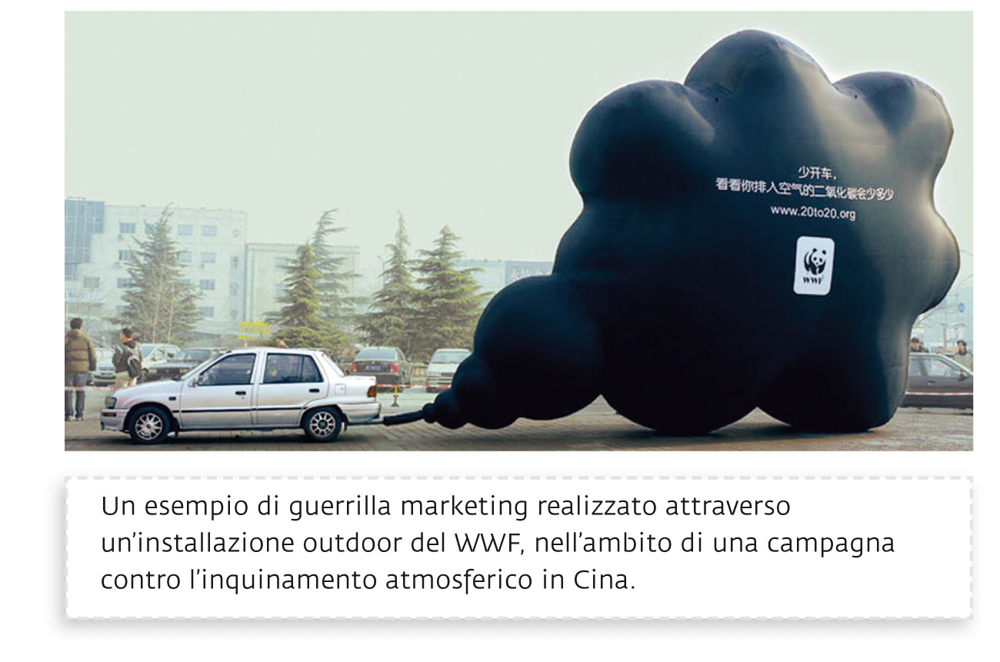 少开车,
看看你排入空气的二氧化碳会少多少
www.20to20.org
WWF
Un esempio di guerrilla marketing realizzato attraverso
un'installazione outdoor del WWF, nell'ambito di una campagna
contro l'inquinamento atmosferico in Cina.